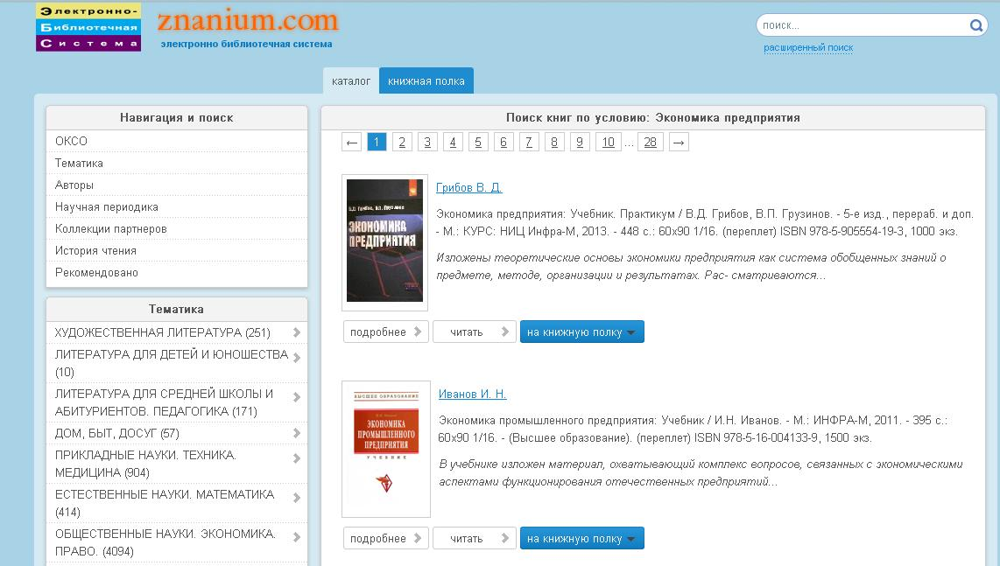 Электронно-
Библиотечная
Система
znanium.com
электронно библиотечная система
поиск...
расширенный поиск
каталог
книжная полка
Навигация и поиск
ОКСО
Тематика
Авторы
Научная периодика
Коллекции партнеров
История чтения
Рекомендовано
Тематика
ХУДОЖЕСТВЕННАЯ ЛИТЕРАТУРА (251)
ЛИТЕРАТУРА ДЛЯ ДЕТЕЙ И ЮНОШЕСТВА
(10)
ЛИТЕРАТУРА ДЛЯ СРЕДНЕЙ ШКОЛЫ И
АБИТУРИЕНТОВ. ПЕДАГОГИКА (171)
ДОМ, БЫТ, ДОСУГ (57)
ПРИКЛАДНЫЕ НАУКИ. ТЕХНИКА.
МЕДИЦИНА (904)
ЕСТЕСТВЕННЫЕ НАУКИ. МАТЕМАТИКА
(414)
ОБЩЕСТВЕННЫЕ НАУКИ. ЭКОНОМИКА.
ПРАВО. (4094)
Поиск книг по условию: Экономика предприятия
← 1 2 3 4 5 6 7 8 9 10 ... 28 →
В.Д. Грибов, В.П. Грузинов
ЭКОНОМИКА
ПРЕДПРИЯТИЯ
Грибов В. Д.
Экономика предприятия: Учебник. Практикум / В.Д. Грибов, В.П. Грузинов. - 5-е изд., перераб. и доп.
- М.: КУРС: НИЦ Инфра-М, 2013. - 448 с.: 60x90 1/16. (переплет) ISBN 978-5-905554-19-3, 1000 экз.
Изложены теоретические основы экономики предприятия как система обобщенных знаний о
предмете, методе, организации и результатах. Рас- сматриваются...
подробнее
читать
на книжную полку
ВЫСШЕЕ ОБРАЗОВАНИЕ
ЭКОНОМИКА
ПРОМЫШЛЕННОГО
ПРЕДПРИЯТИЯ
УЧЕБНИК
Иванов И. Н.
Экономика промышленного предприятия: Учебник / И.Н. Иванов. - М.: ИНФРА-М, 2011. - 395 с.:
60x90 1/16. - (Высшее образование). (переплет) ISBN 978-5-16-004133-9, 1500 экз.
В учебнике изложен материал, охватывающий комплекс вопросов, связанных с экономическими
аспектами функционирования отечественных предприятий...
подробнее
читать
на книжную полку